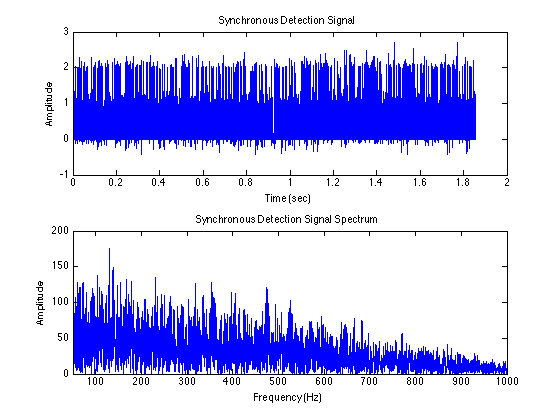 Synchronous Detection Signal
3
2
1
0
-1
Amplitude
0 0.2 0.4 0.6 0.8 1 1.2 1.4 1.6 1.8 2
Time (sec)
Synchronous Detection Signal Spectrum
200
150
100
50
0
Amplitude
100 200 300 400 500 600 700 800 900 1000
Frequency(Hz)